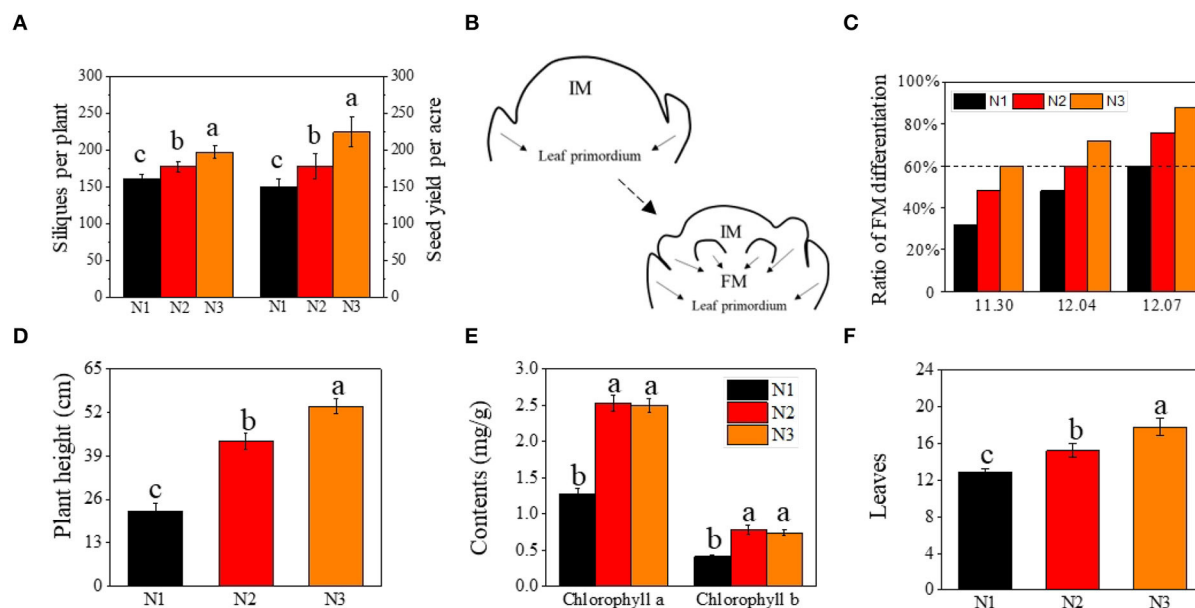 A
300
250
200
150
100
50
0
Siliques per plant
c
b
a
c
b
a
N1
N2
N3
N1
N2
N3
300
250
200
150
100
50
0
Seed yield per acre
B
IM
Leaf primordium
IM
FM
Leaf primordium
C
100%
80%
60%
40%
20%
0
Ratio of FM differentiation
N1 N2 N3
11.30
12.04
12.07
D
65
52
39
26
13
0
Plant height (cm)
c
b
a
N1
N2
N3
E
3.0
2.5
2.0
1.5
1.0
0.5
0.0
Contents (mg/g)
b
a
a
b
a
a
N1
N2
N3
Chlorophyll a
Chlorophyll b
F
24
20
16
12
8
4
0
Leaves
c
b
a
N1
N2
N3